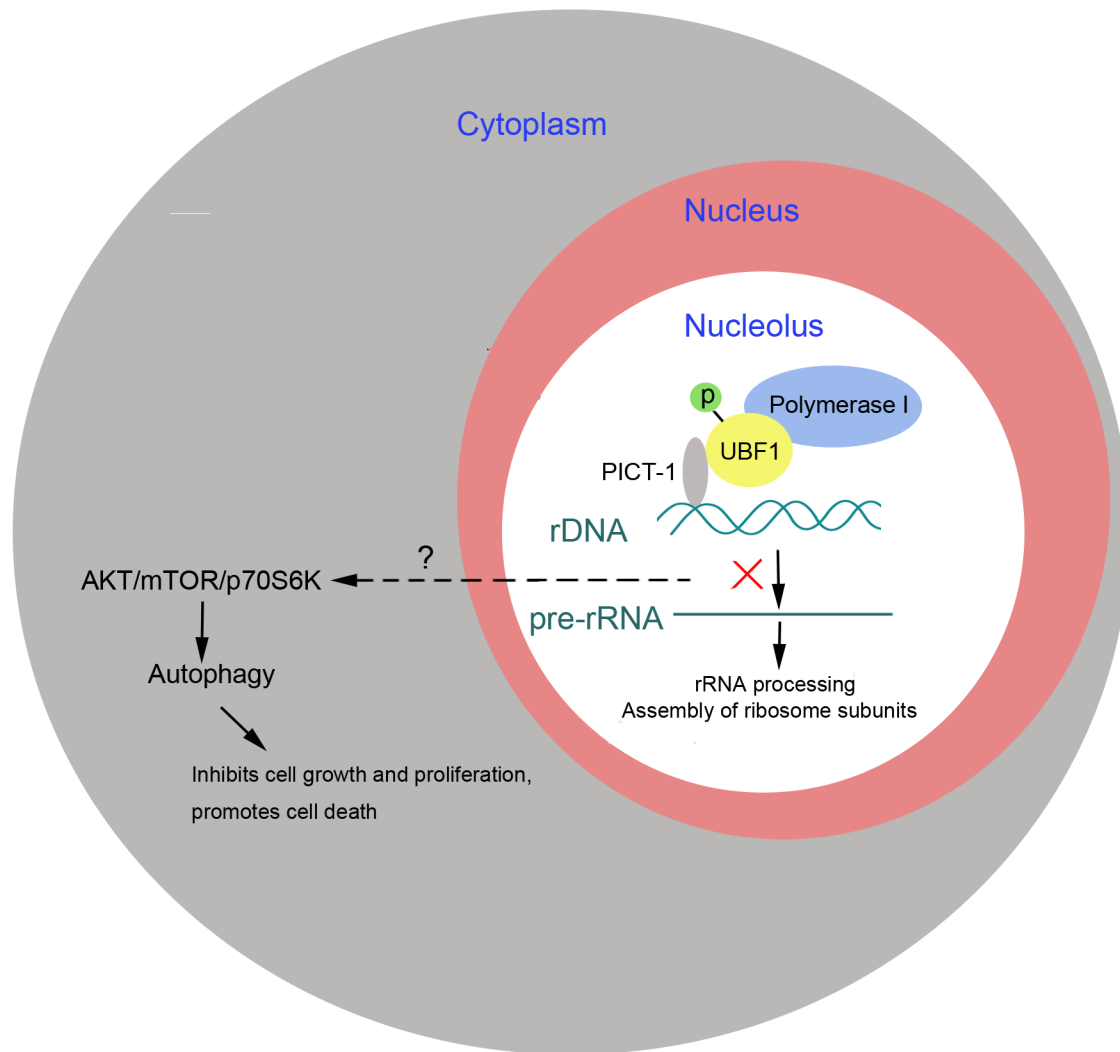 Cytoplasm
Nucleus
Nucleolus
p
Polymerase I
UBF1
PICT-1
rDNA
?
AKT/mTOR/p70S6K
pre-rRNA
Autophagy
rRNA processing
Assembly of ribosome subunits
Inhibits cell growth and proliferation,
promotes cell death